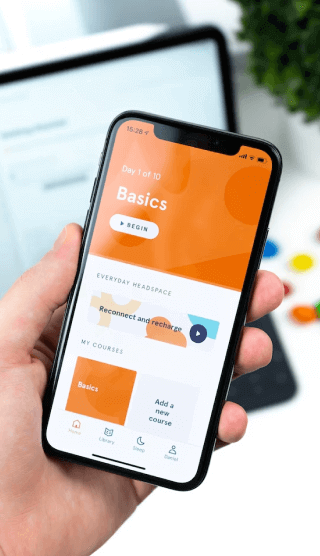 15:28
Day 1 of 10
Basics
BEGIN
EVERYDAY HEADSPACE
Reconnect and recharge
MY COURSES
Basics
Add a
new
course
Home
Library
Sleep